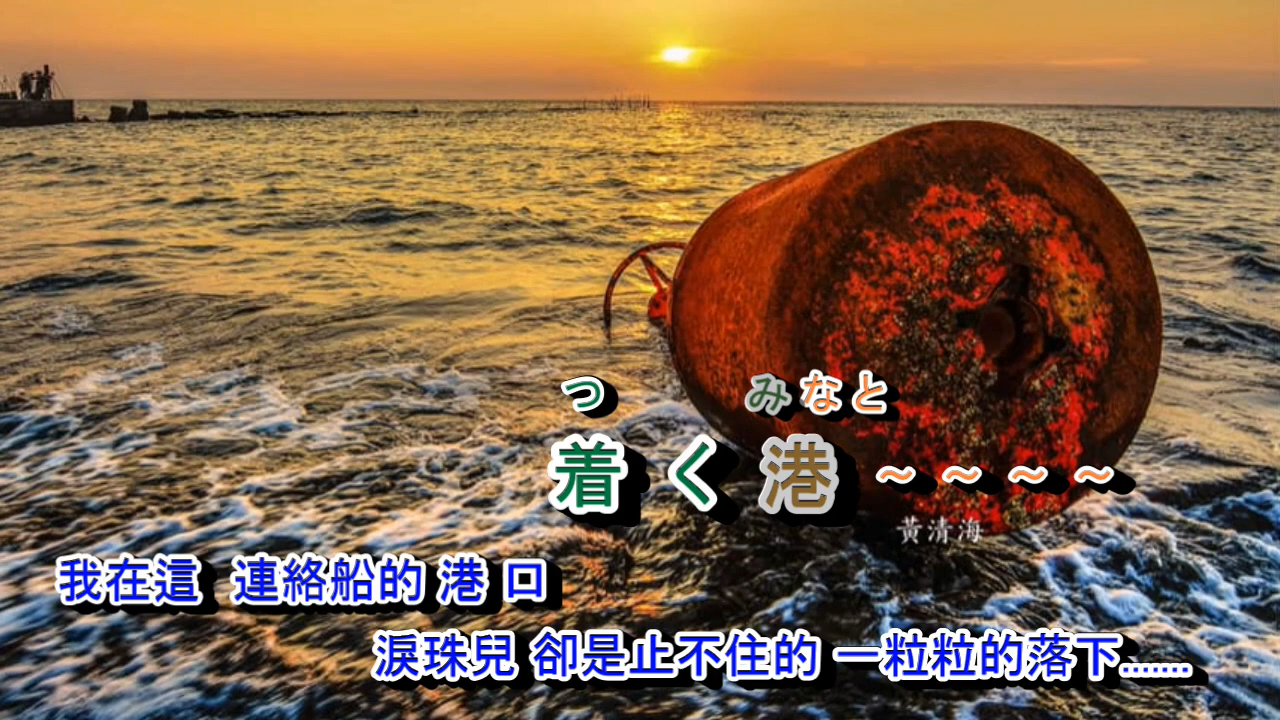 つ みなと
着く港～～～～
黃清海
我在這 連絡船的 港 口
淚珠兒 卻是止不住的 一粒粒的落下.......